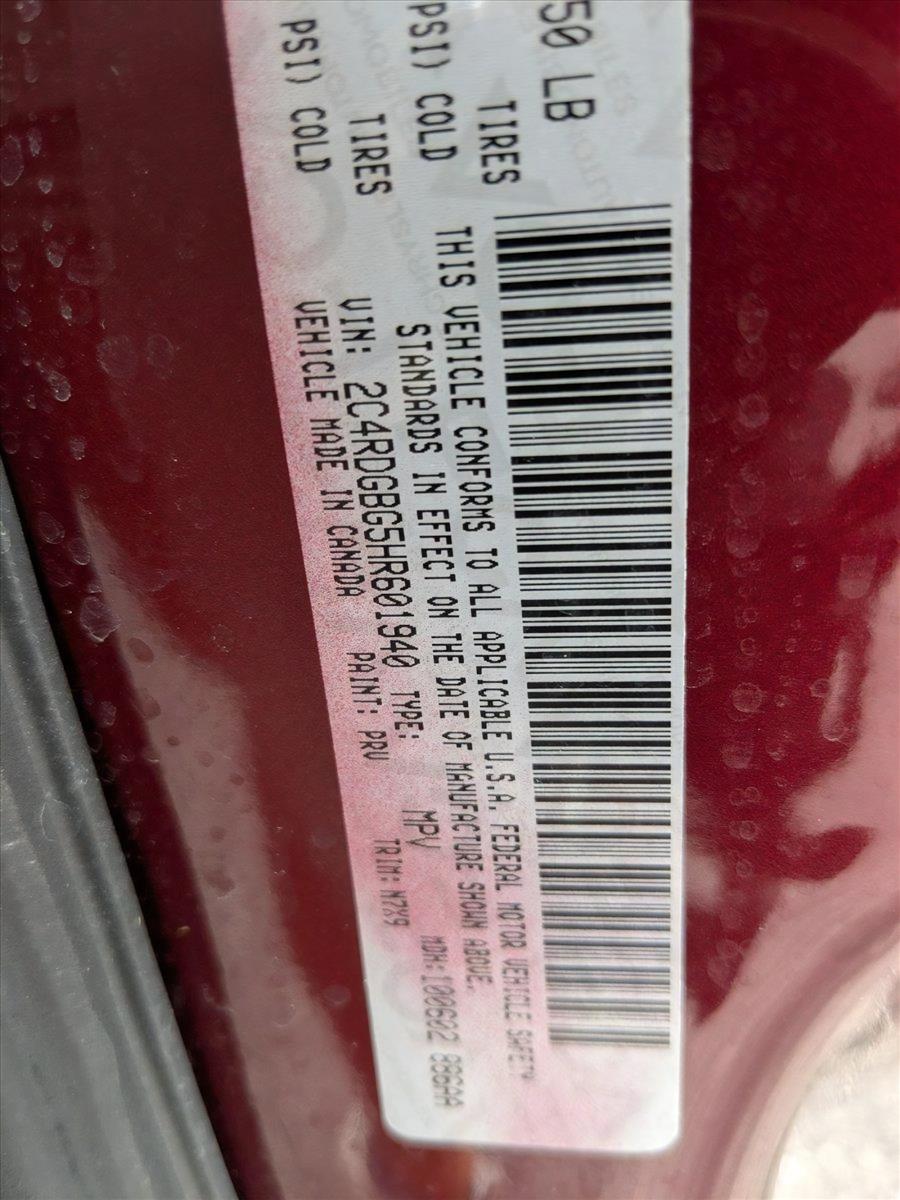 50 LB
TIRES
PSI) COLD
TIRES
PSI) COLD
THIS VEHICLE CONFORMS TO ALL APPLICABLE U.S.A. FEDERAL MOTOR VEHICLE SAFETY
STANDARDS IN EFFECT ON THE DATE OF MANUFACTURE SHOWN ABOVE.
VIN: 2C4RDGBG5HR601940 TYPE: MPV MDH: 100602 886AA
VEHICLE MADE IN CANADA PAINT: PRV TRIM: M7X9